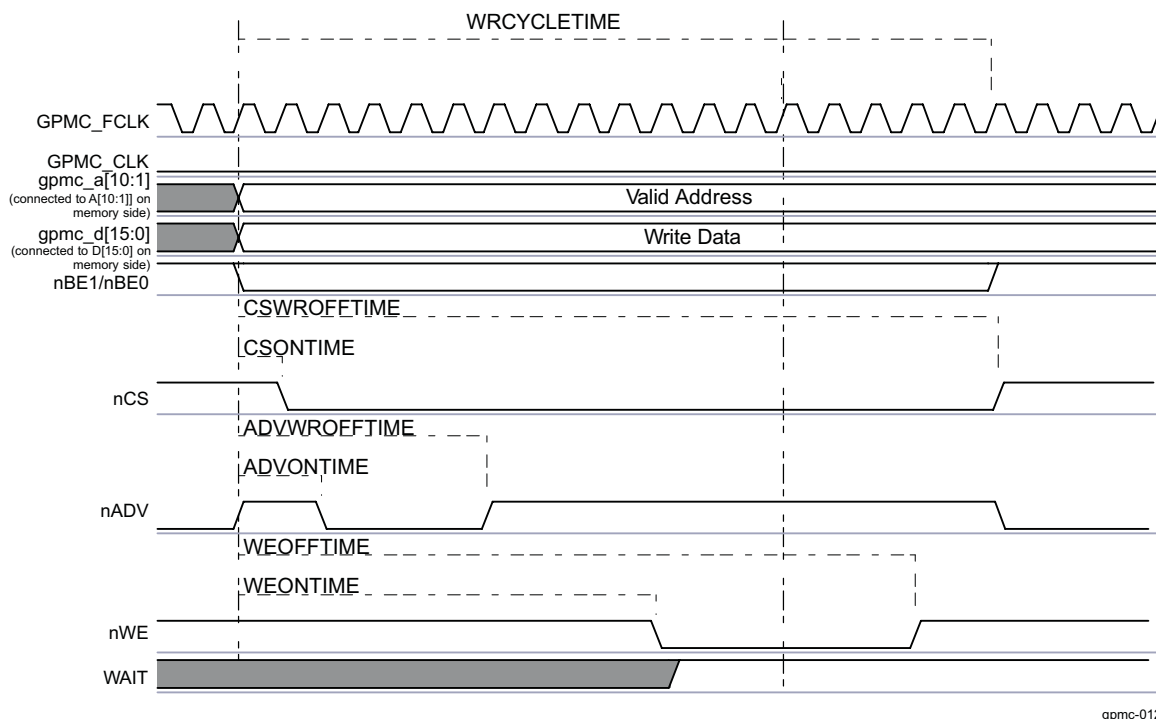 WRCYCLETIME
GPMC_FCLK
GPMC_CLK
gpmc_a[10:1]
(connected to A[10:1]] on
memory side)
Valid Address
gpmc_d[15:0]
(connected to D[15:0] on
memory side)
Write Data
nBE1/nBE0
CSWROFFTIME
CSONTIME
nCS
ADVWROFFTIME
ADVONTIME
nADV
WEOFFTIME
WEONTIME
nWE
WAIT
gpmc-012